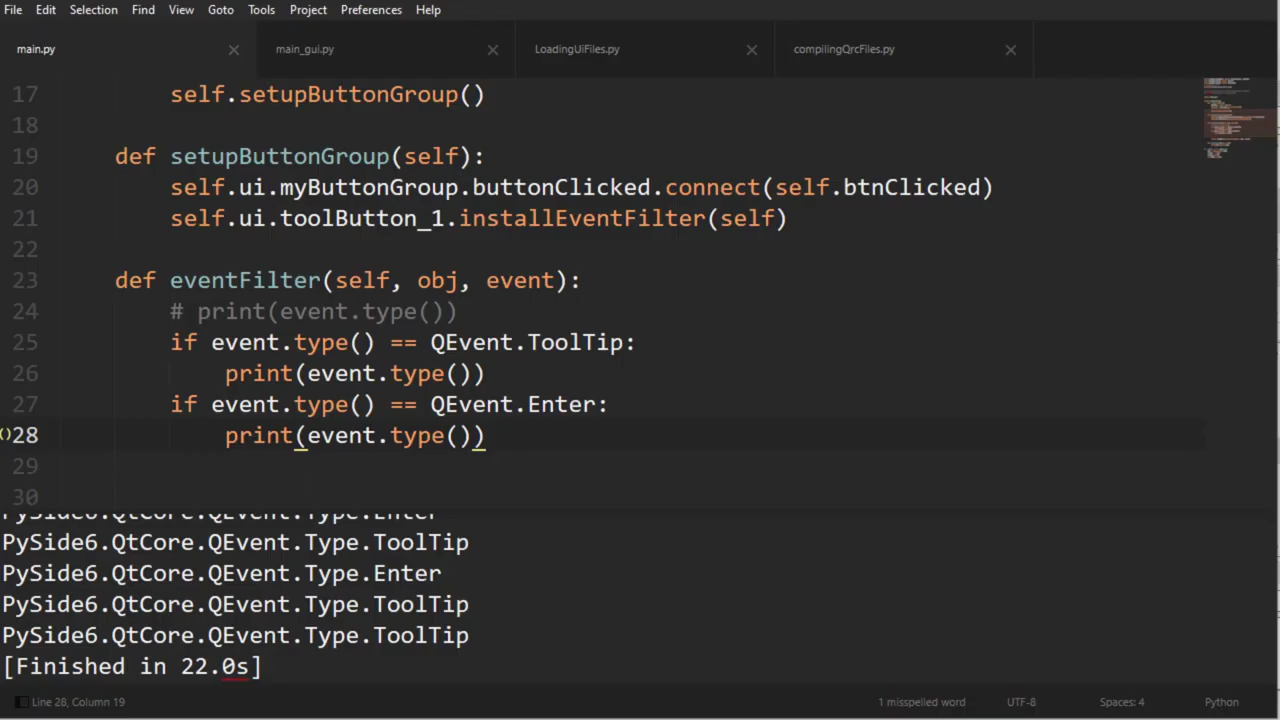 File Edit Selection Find View Goto Tools Project Preferences Help
main.py main_gui.py LoadingUiFiles.py compilingQrcFiles.py
17 self.setupButtonGroup()
18
19 def setupButtonGroup(self):
20 self.ui.myButtonGroup.buttonClicked.connect(self.btnClicked)
21 self.ui.toolButton_1.installEventFilter(self)
22
23 def eventFilter(self, obj, event):
24 # print(event.type())
25 if event.type() == QEvent.ToolTip:
26 print(event.type())
27 if event.type() == QEvent.Enter:
28 print(event.type())
29
30
PySide6.QtCore.QEvent.Type.Enter
PySide6.QtCore.QEvent.Type.ToolTip
PySide6.QtCore.QEvent.Type.Enter
PySide6.QtCore.QEvent.Type.ToolTip
PySide6.QtCore.QEvent.Type.ToolTip
[Finished in 22.0s]
Line 28, Column 19 1 misspelled word UTF-8 Spaces: 4 Python